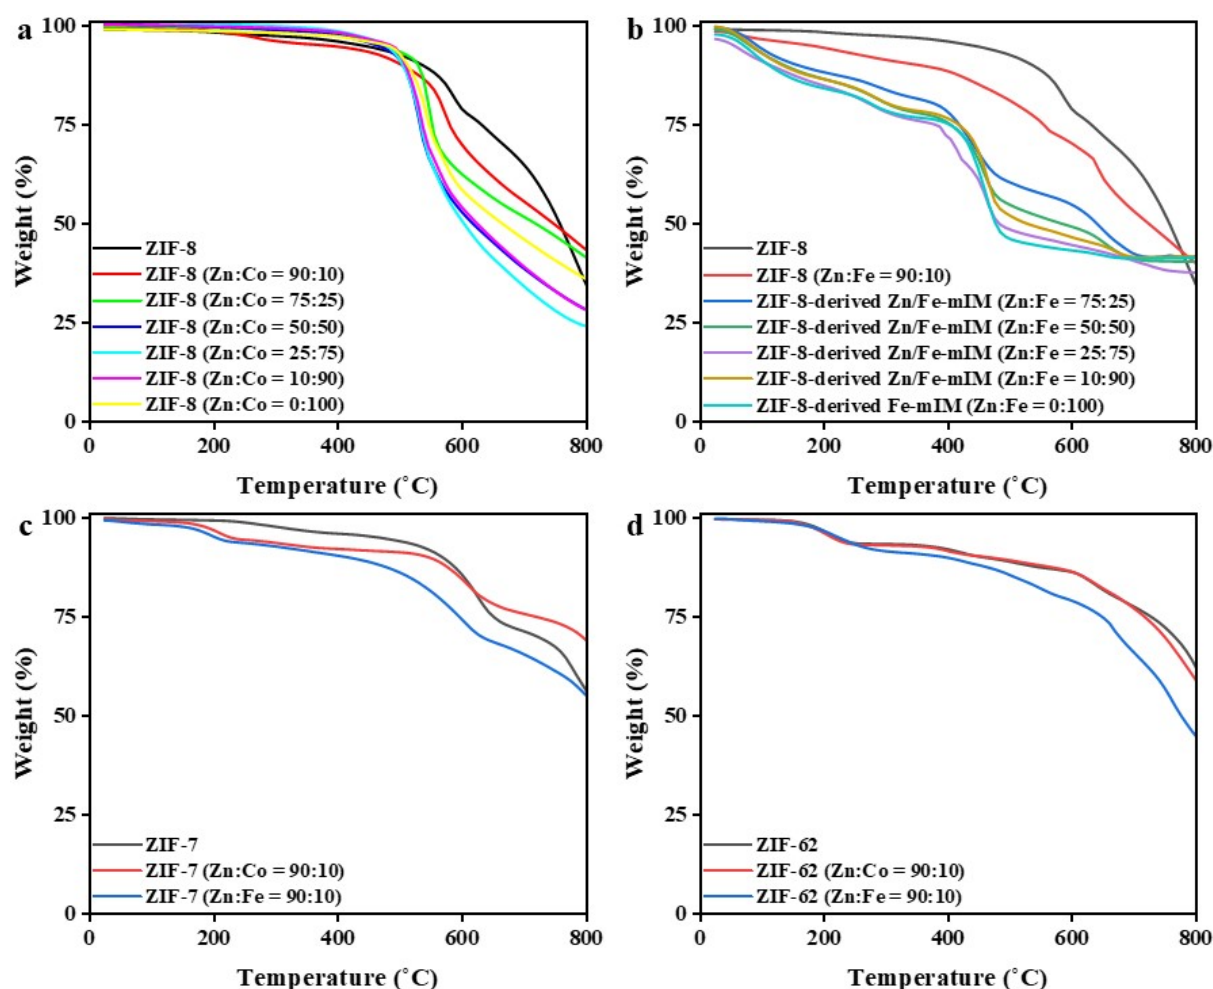 a
100
75
50
25
0
Weight (%)
ZIF-8
ZIF-8 (Zn:Co = 90:10)
ZIF-8 (Zn:Co = 75:25)
ZIF-8 (Zn:Co = 50:50)
ZIF-8 (Zn:Co = 25:75)
ZIF-8 (Zn:Co = 10:90)
ZIF-8 (Zn:Co = 0:100)
0 200 400 600 800
Temperature (˚C)
b
100
75
50
25
0
Weight (%)
ZIF-8
ZIF-8 (Zn:Fe = 90:10)
ZIF-8-derived Zn/Fe-mIM (Zn:Fe = 75:25)
ZIF-8-derived Zn/Fe-mIM (Zn:Fe = 50:50)
ZIF-8-derived Zn/Fe-mIM (Zn:Fe = 25:75)
ZIF-8-derived Zn/Fe-mIM (Zn:Fe = 10:90)
ZIF-8-derived Fe-mIM (Zn:Fe = 0:100)
0 200 400 600 800
Temperature (˚C)
c
100
75
50
25
0
Weight (%)
ZIF-7
ZIF-7 (Zn:Co = 90:10)
ZIF-7 (Zn:Fe = 90:10)
0 200 400 600 800
Temperature (˚C)
d
100
75
50
25
0
Weight (%)
ZIF-62
ZIF-62 (Zn:Co = 90:10)
ZIF-62 (Zn:Fe = 90:10)
0 200 400 600 800
Temperature (˚C)